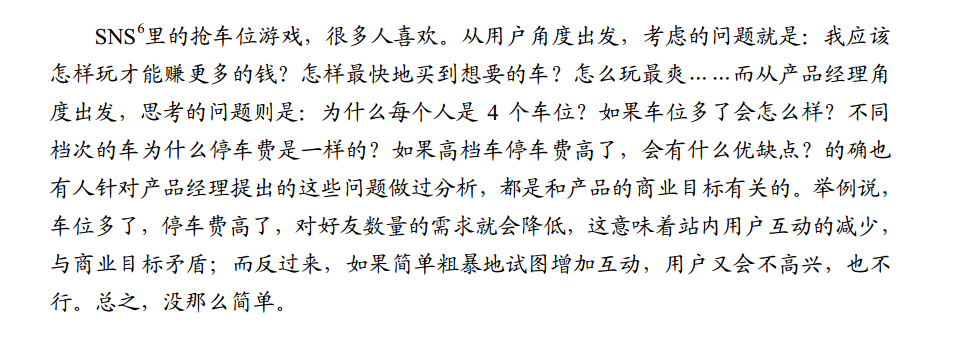 SNS6里的抢车位游戏，很多人喜欢。从用户角度出发，考虑的问题就是：我应该
怎样玩才能赚更多的钱？怎样最快地买到想要的车？怎么玩最爽……而从产品经理角
度出发，思考的问题则是：为什么每个人是 4 个车位？如果车位多了会怎么样？不同
档次的车为什么停车费是一样的？如果高档车停车费高了，会有什么优缺点？的确也
有人针对产品经理提出的这些问题做过分析，都是和产品的商业目标有关的。举例说，
车位多了，停车费高了，对好友数量的需求就会降低，这意味着站内用户互动的减少，
与商业目标矛盾；而反过来，如果简单粗暴地试图增加互动，用户又会不高兴，也不
行。总之，没那么简单。